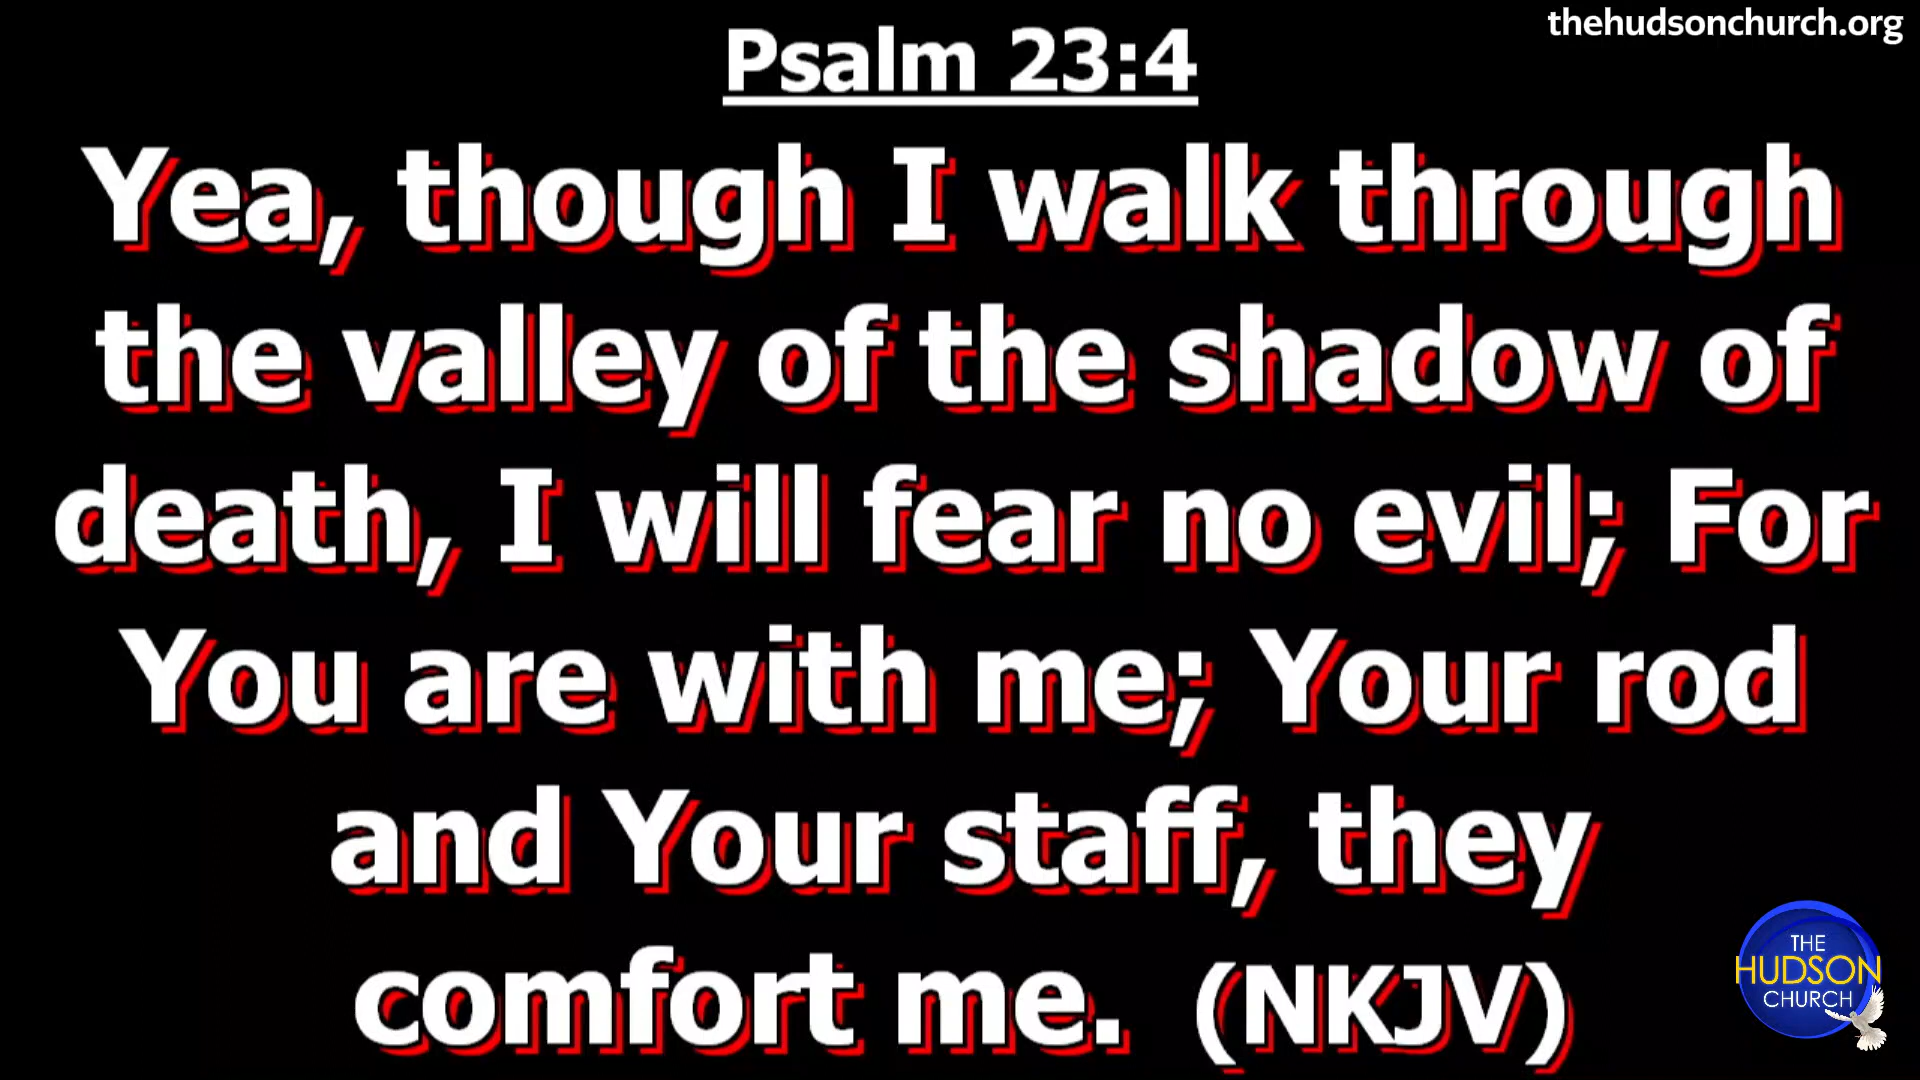 thehudsonchurch.org
Psalm 23:4
Yea, though I walk through
the valley of the shadow of
death, I will fear no evil; For
You are with me; Your rod
and Your staff, they
comfort me. (NKJV)
THE
HUDSON
CHURCH